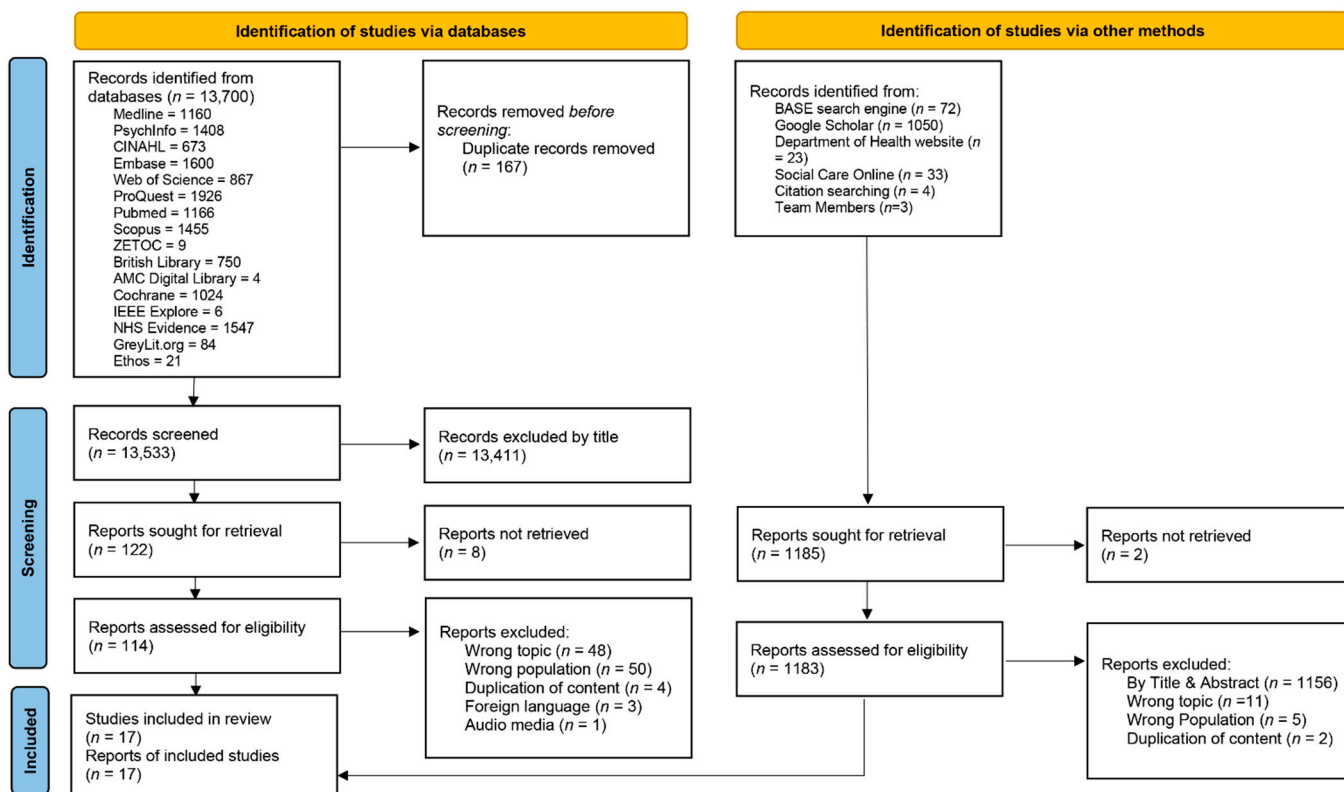 Identification of studies via databases
Identification of studies via other methods
Identification
Records identified from
databases (n = 13,700)
Medline = 1160
PsychInfo = 1408
CINAHL = 673
Embase = 1600
Web of Science = 867
ProQuest = 1926
Pubmed = 1166
Scopus = 1455
ZETOC = 9
British Library = 750
AMC Digital Library = 4
Cochrane = 1024
IEEE Explore = 6
NHS Evidence = 1547
GreyLit.org = 84
Ethos = 21
Records removed before
screening:
Duplicate records removed
(n = 167)
Records identified from:
BASE search engine (n = 72)
Google Scholar (n = 1050)
Department of Health website (n
= 23)
Social Care Online (n = 33)
Citation searching (n = 4)
Team Members (n=3)
Screening
Records screened
(n = 13,533)
Records excluded by title
(n = 13,411)
Reports sought for retrieval
(n = 122)
Reports not retrieved
(n = 8)
Reports sought for retrieval
(n = 1185)
Reports not retrieved
(n = 2)
Reports assessed for eligibility
(n = 114)
Reports excluded:
Wrong topic (n = 48)
Wrong population (n = 50)
Duplication of content (n = 4)
Foreign language (n = 3)
Audio media (n = 1)
Reports assessed for eligibility
(n = 1183)
Reports excluded:
By Title & Abstract (n = 1156)
Wrong topic (n =11)
Wrong Population (n = 5)
Duplication of content (n = 2)
Included
Studies included in review
(n = 17)
Reports of included studies
(n = 17)